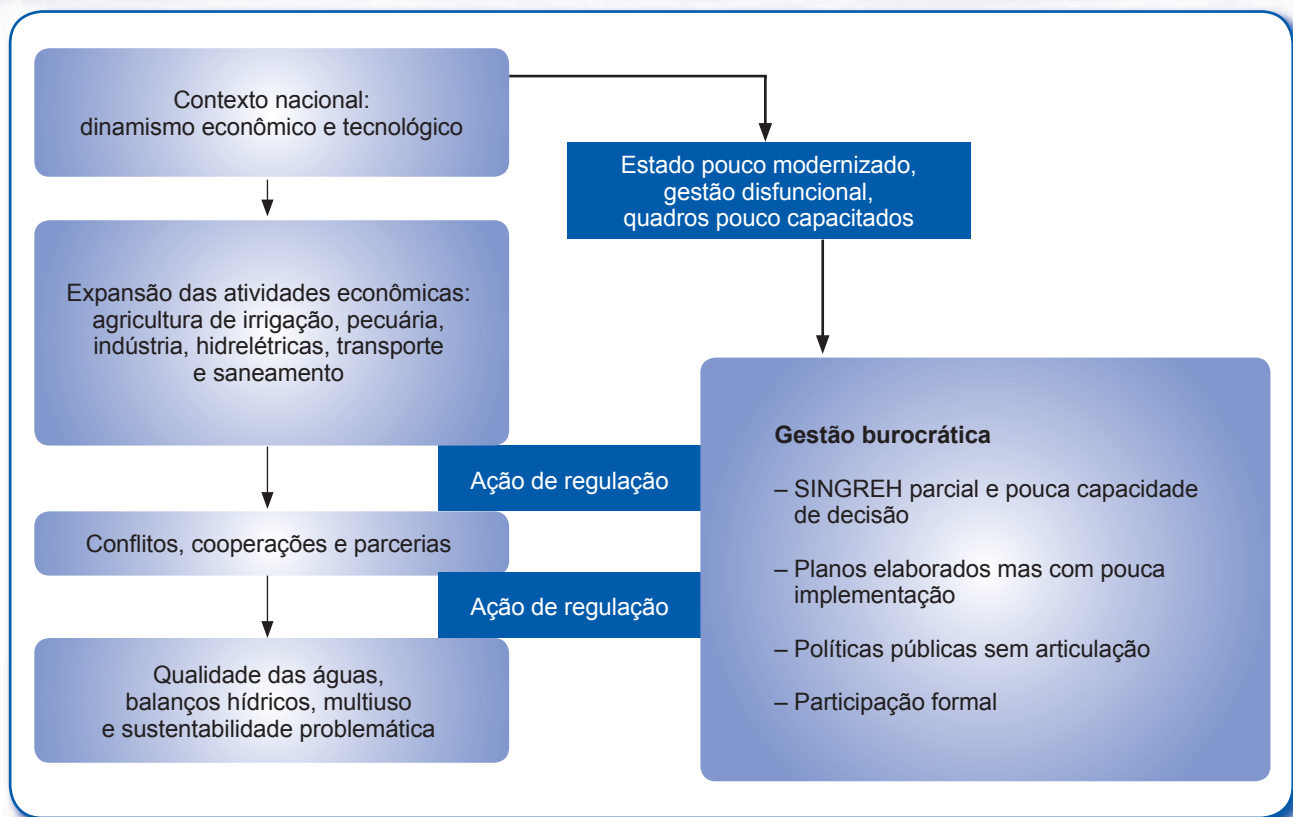 Contexto nacional:
dinamismo econômico e tecnológico
Estado pouco modernizado,
gestão disfuncional,
quadros pouco capacitados
Expansão das atividades econômicas:
agricultura de irrigação, pecuária,
indústria, hidrelétricas, transporte
e saneamento
Ação de regulação
Conflitos, cooperações e parcerias
Ação de regulação
Qualidade das águas,
balanços hídricos, multiuso
e sustentabilidade problemática
Gestão burocrática
– SINGREH parcial e pouca capacidade
de decisão
– Planos elaborados mas com pouca
implementação
– Políticas públicas sem articulação
– Participação formal